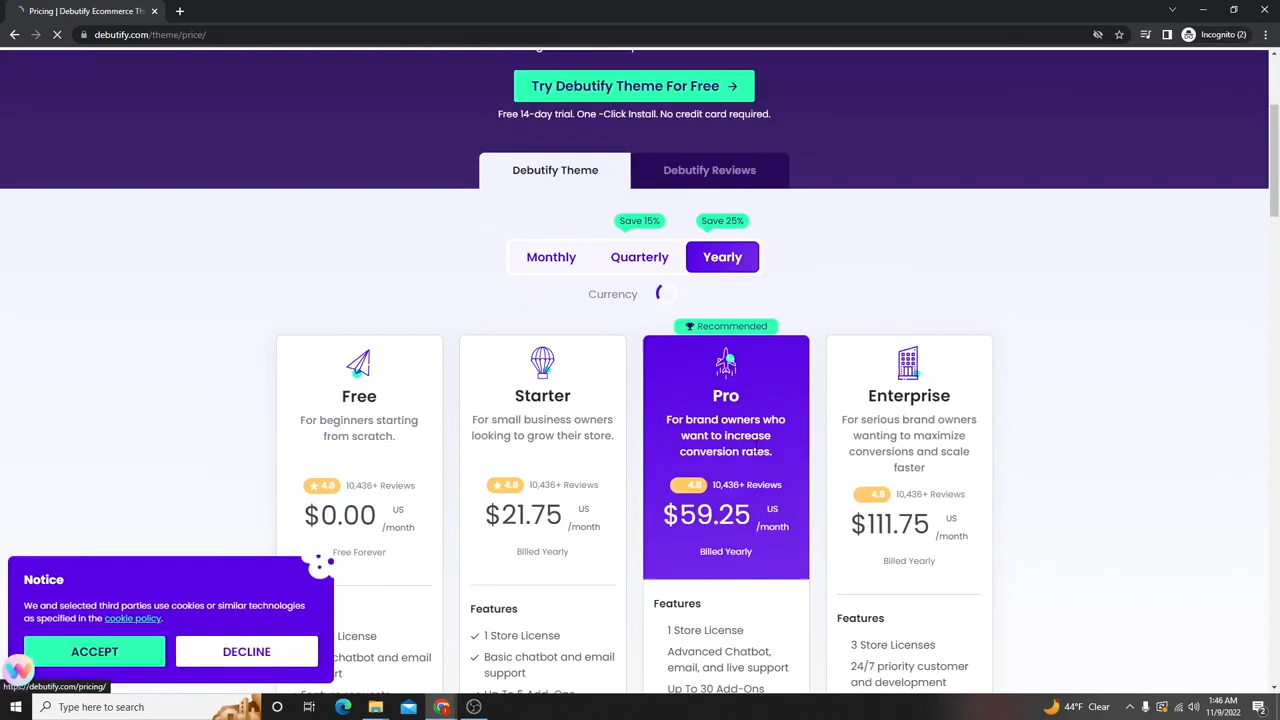 Pricing | Debutify Ecommerce Th
debutify.com/theme/price/
Incognito (2)
Try Debutify Theme For Free →
Free 14-day trial. One -Click Install. No credit card required.
Debutify Theme
Debutify Reviews
Save 15%
Save 25%
Monthly
Quarterly
Yearly
Currency
Recommended
Free
For beginners starting
from scratch.
4.8 10,436+ Reviews
$0.00 US
/month
Free Forever
Starter
For small business owners
looking to grow their store.
4.8 10,436+ Reviews
$21.75 US
/month
Billed Yearly
Features
1 Store License
Basic chatbot and email
support
Up To 5 Add-Ons
Pro
For brand owners who
want to increase
conversion rates.
4.8 10,436+ Reviews
$59.25 US
/month
Billed Yearly
Features
1 Store License
Advanced Chatbot,
email, and live support
Up To 30 Add-Ons
Enterprise
For serious brand owners
wanting to maximize
conversions and scale
faster
4.8 10,436+ Reviews
$111.75 US
/month
Billed Yearly
Features
3 Store Licenses
24/7 priority customer
and development
License
chatbot and email
Notice
We and selected third parties use cookies or similar technologies
as specified in the cookie policy.
ACCEPT
DECLINE
https://debutify.com/pricing/
Type here to search
44°F Clear
1:46 AM
11/9/2022